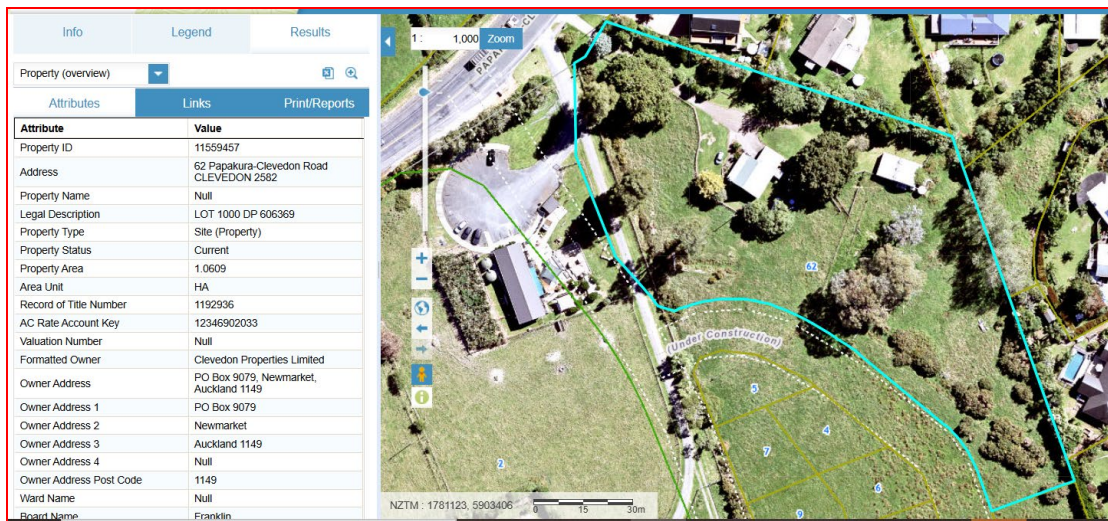 Info Legend Results
1 : 1,000 Zoom
Property (overview)
Attributes Links Print/Reports
Attribute Value
Property ID 11559457
Address 62 Papakura-Clevedon Road
CLEVEDON 2582
Property Name Null
Legal Description LOT 1000 DP 606369
Property Type Site (Property)
Property Status Current
Property Area 1.0609
Area Unit HA
Record of Title Number 1192936
AC Rate Account Key 12346902033
Valuation Number Null
Formatted Owner Clevedon Properties Limited
Owner Address PO Box 9079, Newmarket,
Auckland 1149
Owner Address 1 PO Box 9079
Owner Address 2 Newmarket
Owner Address 3 Auckland 1149
Owner Address 4 Null
Owner Address Post Code 1149
Ward Name Null
Board Name Franklin
62
(Under Construction)
5
4
7
2
6
9
NZTM : 1781123, 5903406
0 15 30m